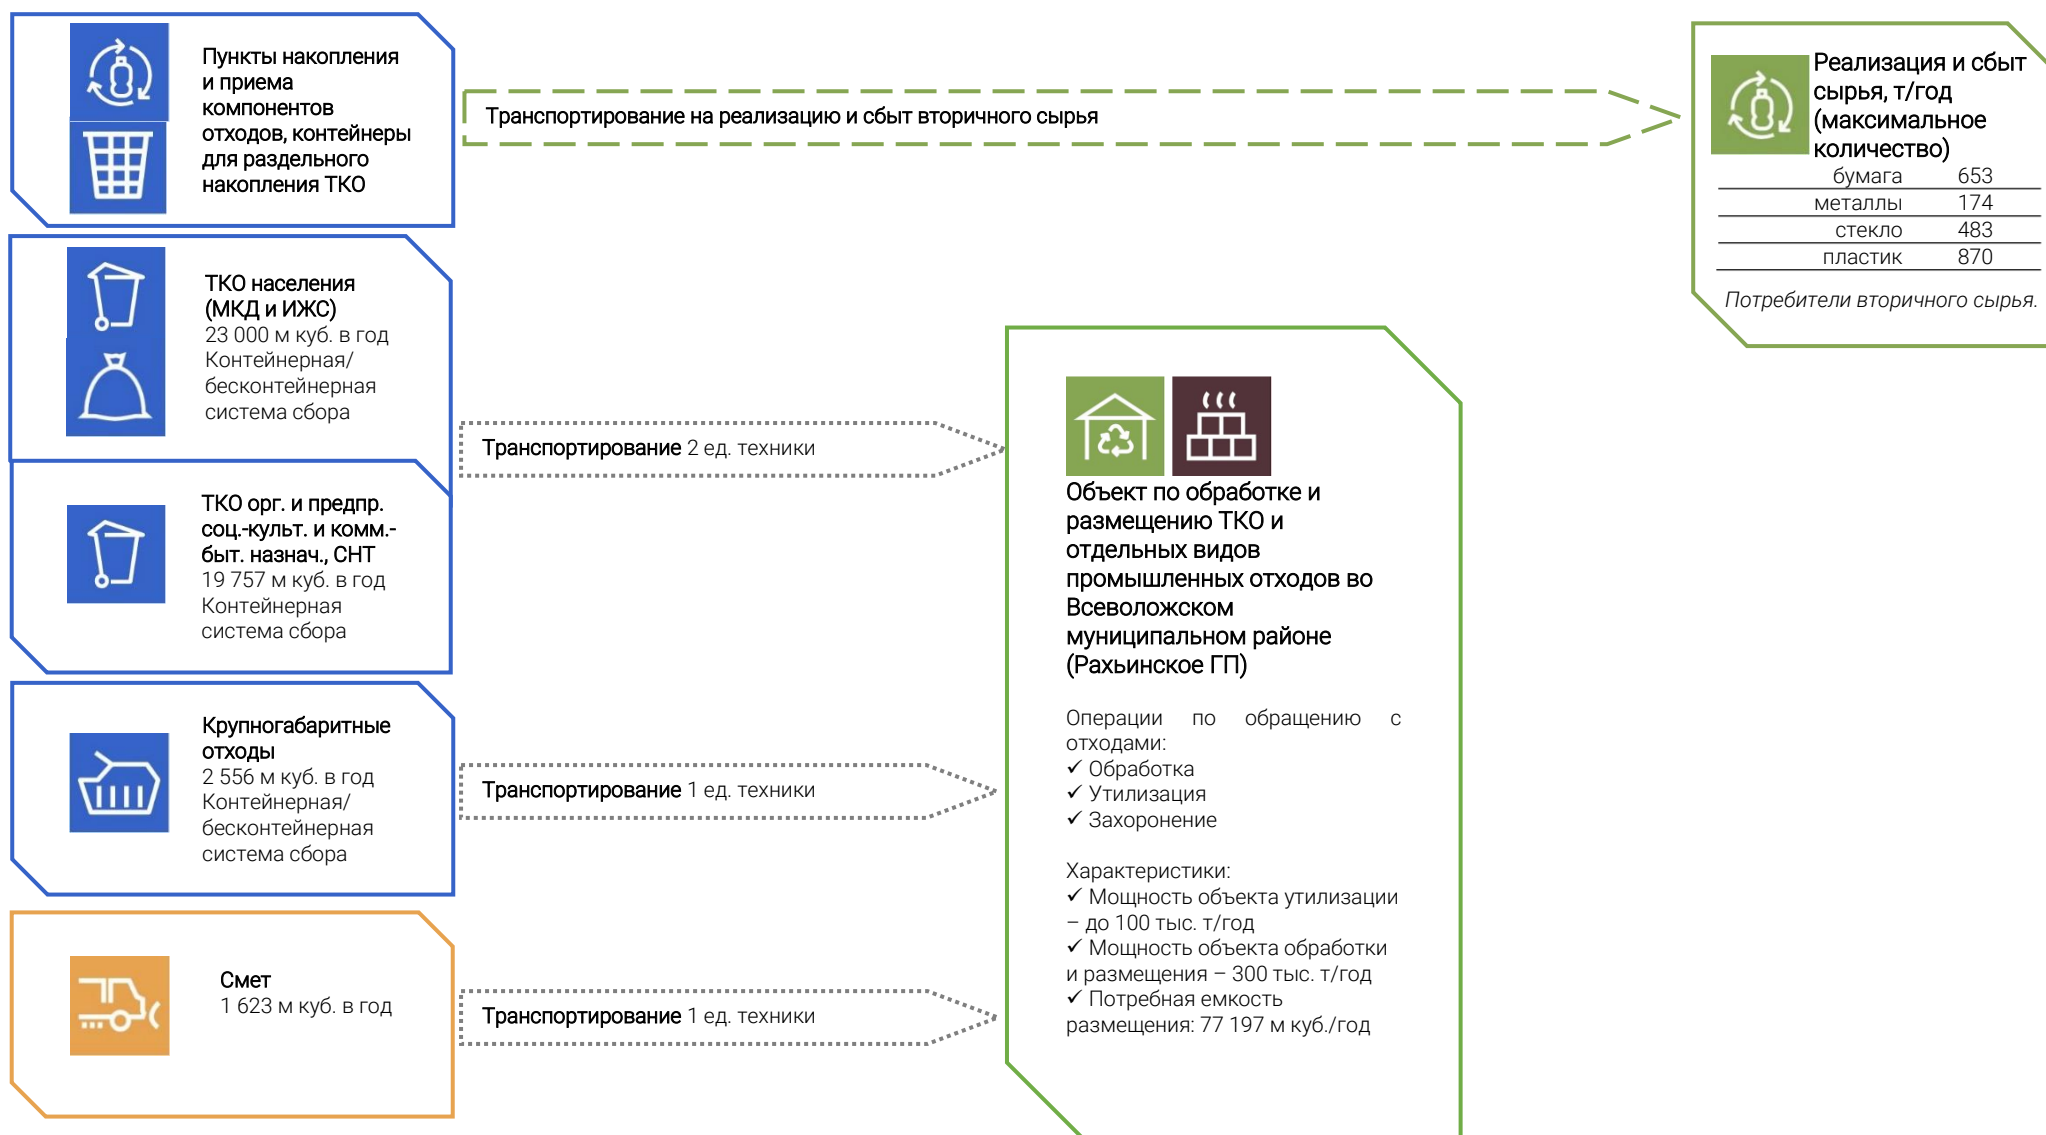 Пункты накопления
и приема
компонентов
отходов, контейнеры
для раздельного
накопления ТКО
Транспортирование на реализацию и сбыт вторичного сырья
Реализация и сбыт
сырья, т/год
(максимальное
количество)
бумага 653
металлы 174
стекло 483
пластик 870
Потребители вторичного сырья.
ТКО населения
(МКД и ИЖС)
23 000 м куб. в год
Контейнерная/
бесконтейнерная
система сбора
Транспортирование 2 ед. техники
ТКО орг. и предпр.
соц.-культ. и комм.-
быт. назнач., СНТ
19 757 м куб. в год
Контейнерная
система сбора
Крупногабаритные
отходы
2 556 м куб. в год
Контейнерная/
бесконтейнерная
система сбора
Транспортирование 1 ед. техники
Смет
1 623 м куб. в год
Транспортирование 1 ед. техники
Объект по обработке и
размещению ТКО и
отдельных видов
промышленных отходов во
Всеволожском
муниципальном районе
(Рахьинское ГП)
Операции по обращению с
отходами:
✓ Обработка
✓ Утилизация
✓ Захоронение
Характеристики:
✓ Мощность объекта утилизации
– до 100 тыс. т/год
✓ Мощность объекта обработки
и размещения – 300 тыс. т/год
✓ Потребная емкость
размещения: 77 197 м куб./год